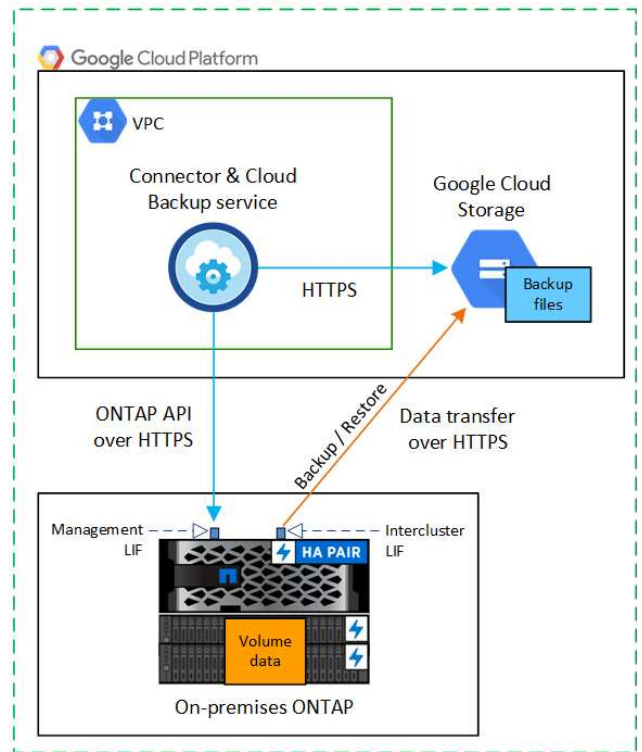 Google Cloud Platform
VPC
Connector & Cloud
Backup service
Google Cloud
Storage
HTTPS
Backup
files
ONTAP API
over HTTPS
Backup / Restore
Data transfer
over HTTPS
Management
LIF
Intercluster
LIF
HA PAIR
Volume
data
On-premises ONTAP